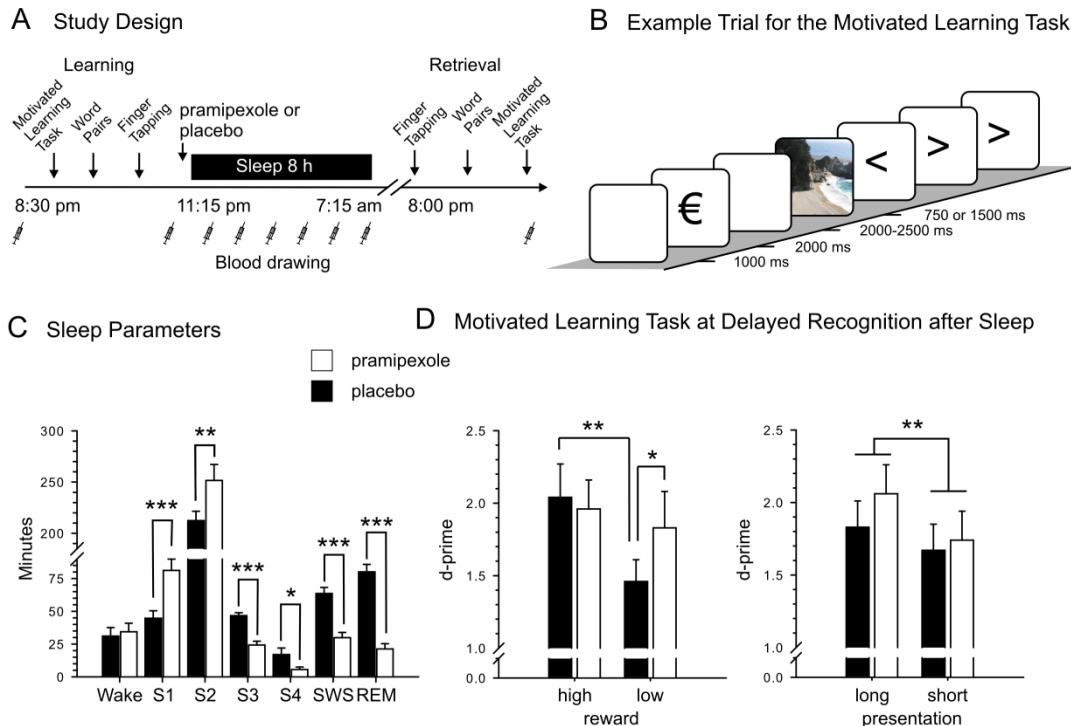 A Study Design
Learning
Motivated
Learning
Task
Word
Pairs
Finger
Tapping
pramipexole or
placebo
Sleep 8 h
Retrieval
Finger
Tapping
Word
Pairs
Motivated
Learning
Task
8:30 pm
11:15 pm
7:15 am
8:00 pm
Blood drawing
B Example Trial for the Motivated Learning Task
€
<
>
>
1000 ms
2000 ms
2000-2500 ms
750 or 1500 ms
C Sleep Parameters
pramipexole
placebo
Minutes
300
250
200
75
50
25
0
***
**
***
*
***
***
Wake S1 S2 S3 S4 SWS REM
D Motivated Learning Task at Delayed Recognition after Sleep
d-prime
2.5
2.0
1.5
1.0
0.0
**
*
high low
reward
d-prime
2.5
2.0
1.5
1.0
0.0
**
long short
presentation